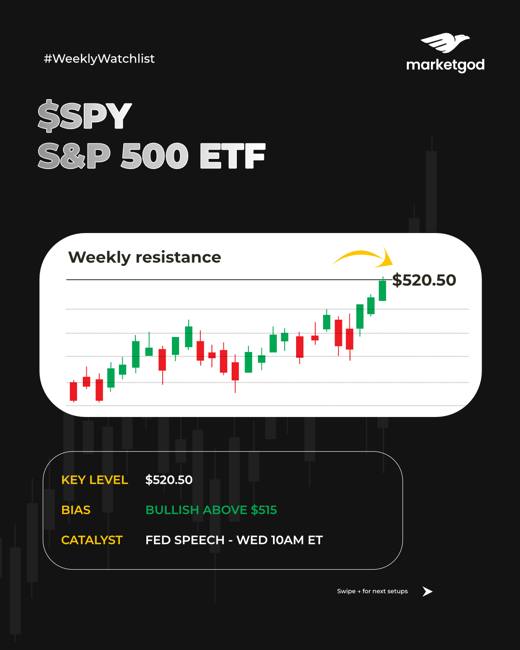 #WeeklyWatchlist
marketgod
$SPY
S&P 500 ETF
Weekly resistance
$520.50
KEY LEVEL $520.50
BIAS BULLISH ABOVE $515
CATALYST FED SPEECH - WED 10AM ET
Swipe + for next setups